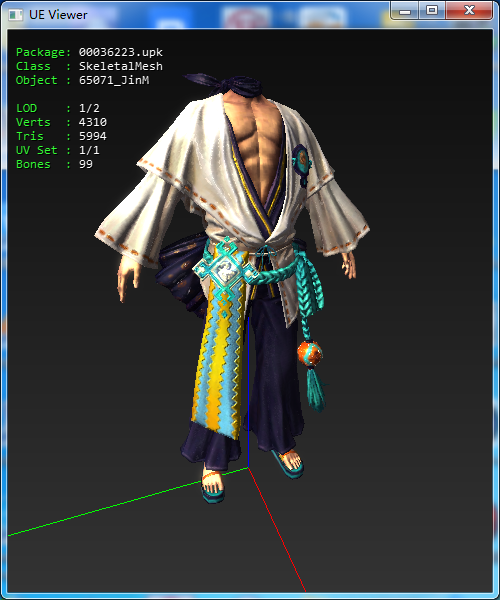 UE Viewer
Package: 00036223.upk
Class : SkeletalMesh
Object : 65071_JinM
LOD : 1/2
Verts : 4310
Tris : 5994
UV Set : 1/1
Bones : 99